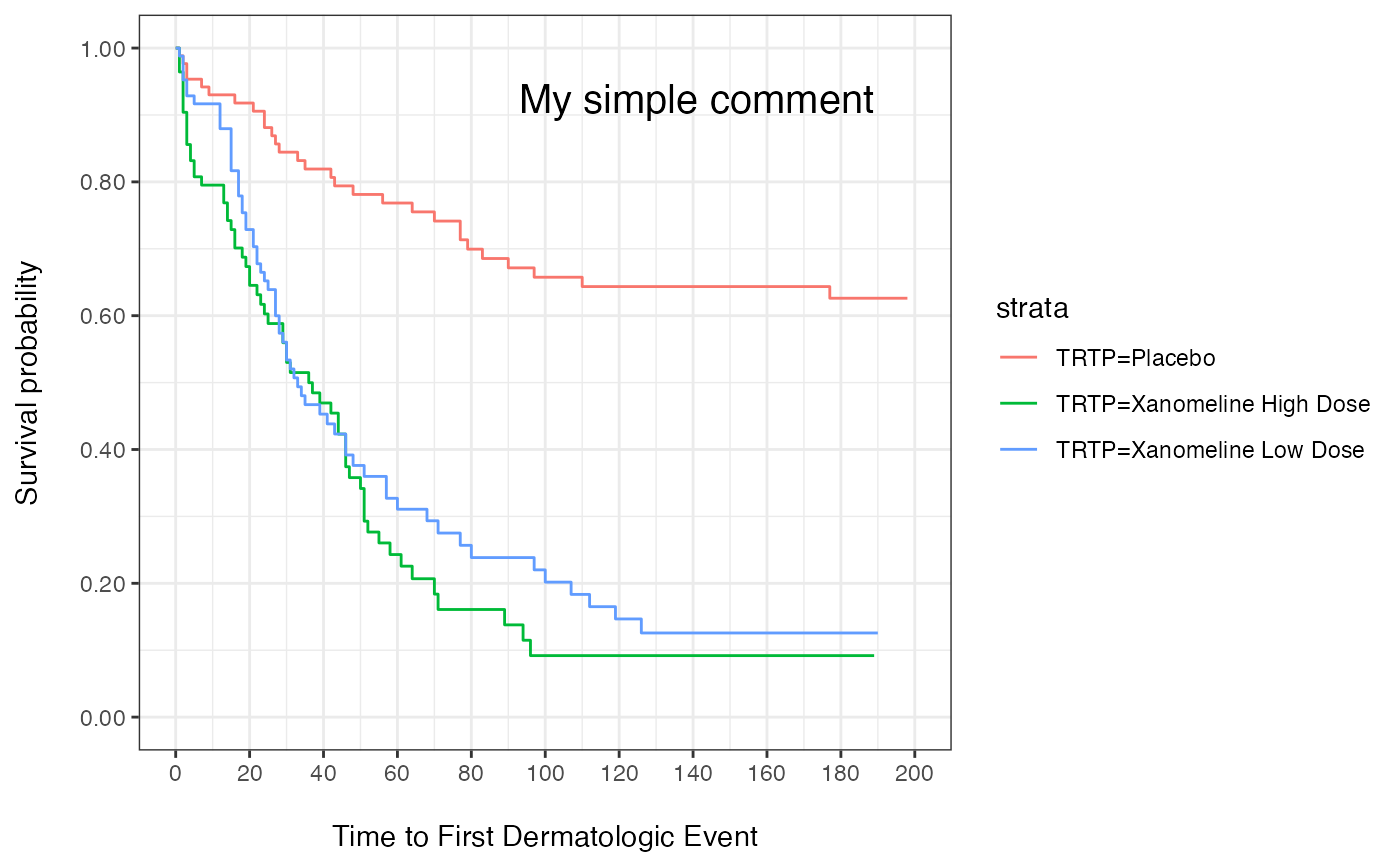 My simple comment
1.00
0.80
0.60
0.40
0.20
0.00
Survival probability
0 20 40 60 80 100 120 140 160 180 200
Time to First Dermatologic Event
strata
TRTP=Placebo
TRTP=Xanomeline High Dose
TRTP=Xanomeline Low Dose